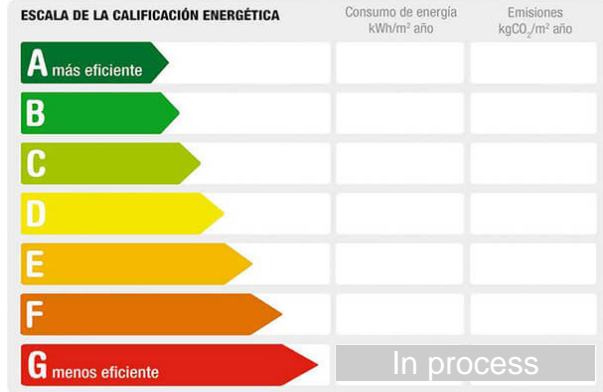 ESCALA DE LA CALIFICACIÓN ENERGÉTICA
Consumo de energía
kWh/m² año
Emisiones
kgCO₂/m² año
A más eficiente
B
C
D
E
F
G menos eficiente
In process